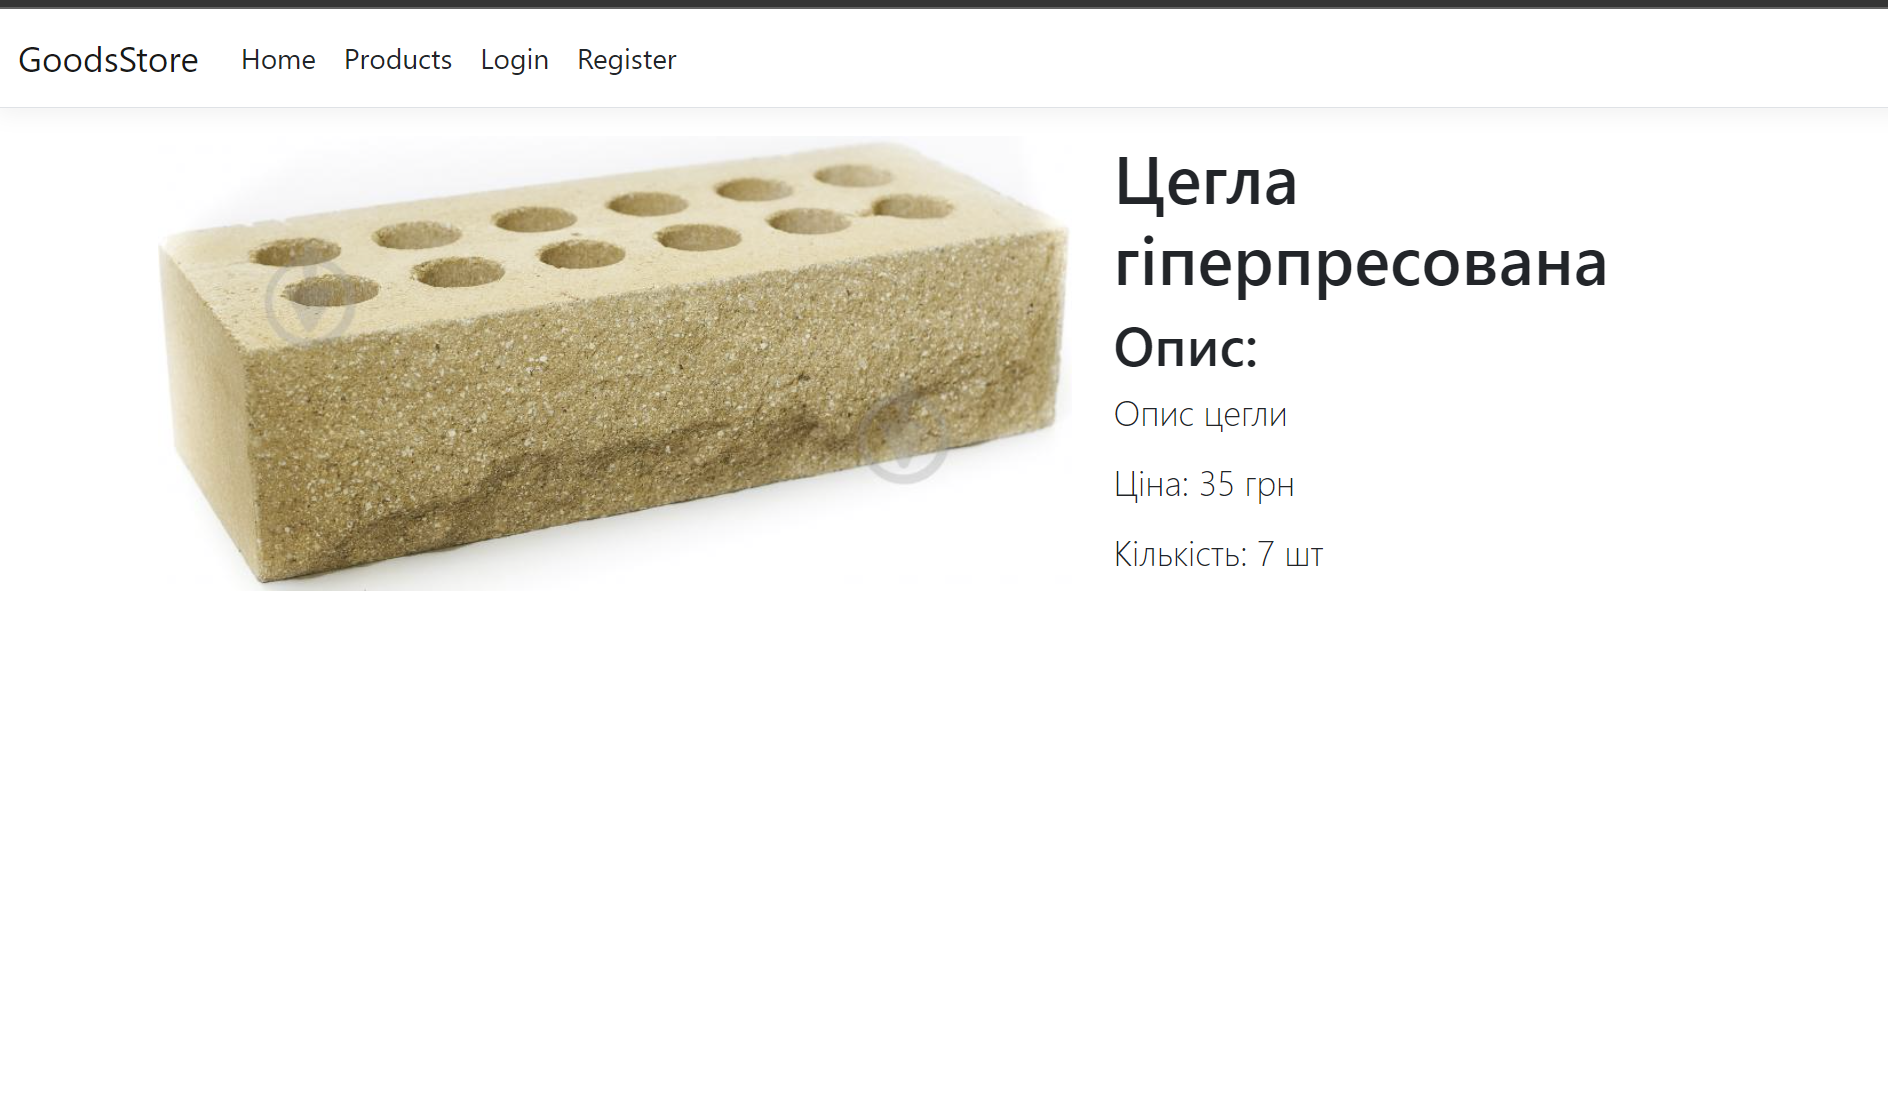 GoodsStore Home Products Login Register
Цегла
гіперпресована
Опис:
Опис цегли
Ціна: 35 грн
Кількість: 7 шт